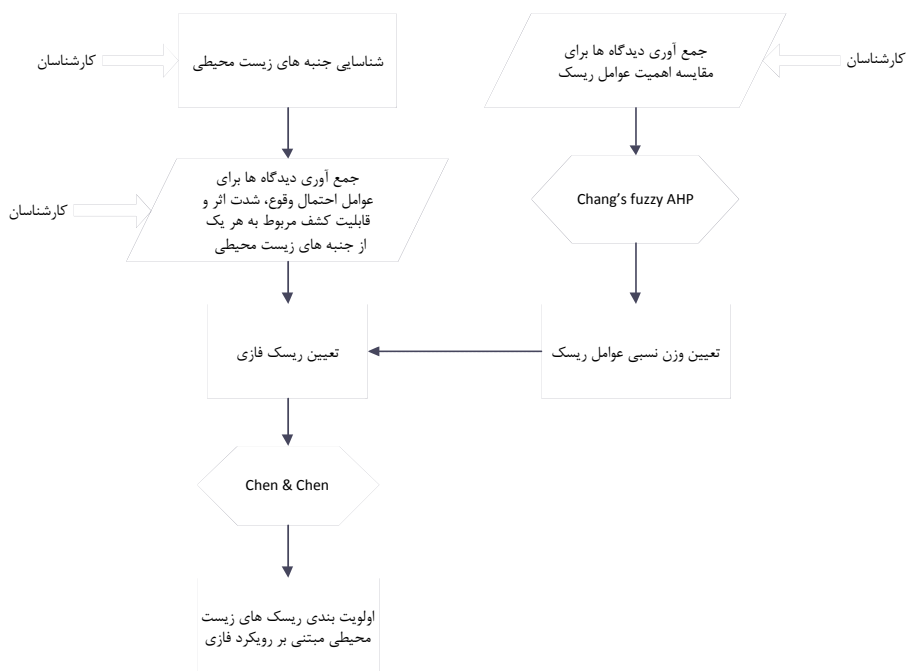 کارشناسان
شناسایی جنبه های زیست محیطی
جمع آوری دیدگاه ها برای
مقایسه اهمیت عوامل ریسک
کارشناسان
کارشناسان
جمع آوری دیدگاه ها برای
عوامل احتمال وقوع، شدت اثر و
قابلیت کشف مربوط به هر یک
از جنبه های زیست محیطی
Chang's fuzzy AHP
تعیین ریسک فازی
تعیین وزن نسبی عوامل ریسک
Chen & Chen
اولویت بندی ریسک های زیست
محیطی مبتنی بر رویکرد فازی